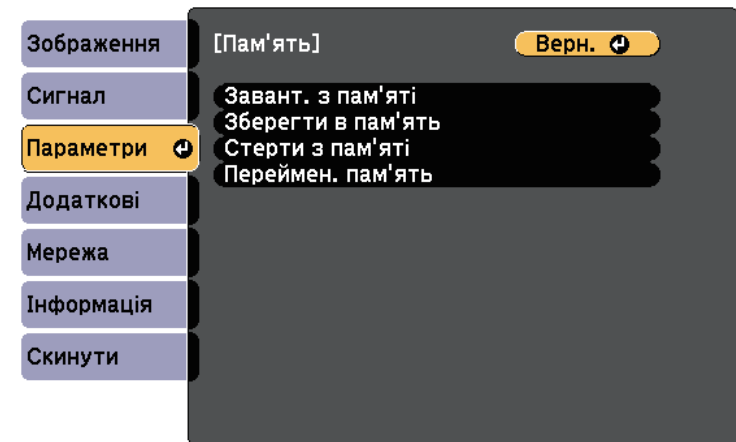 Зображення
Сигнал
Параметри
Додаткові
Мережа
Інформація
Скинути
[Пам'ять]
Верн.
Завант. з пам'яті
Зберегти в пам'ять
Стерти з пам'яті
Переймен. пам'ять